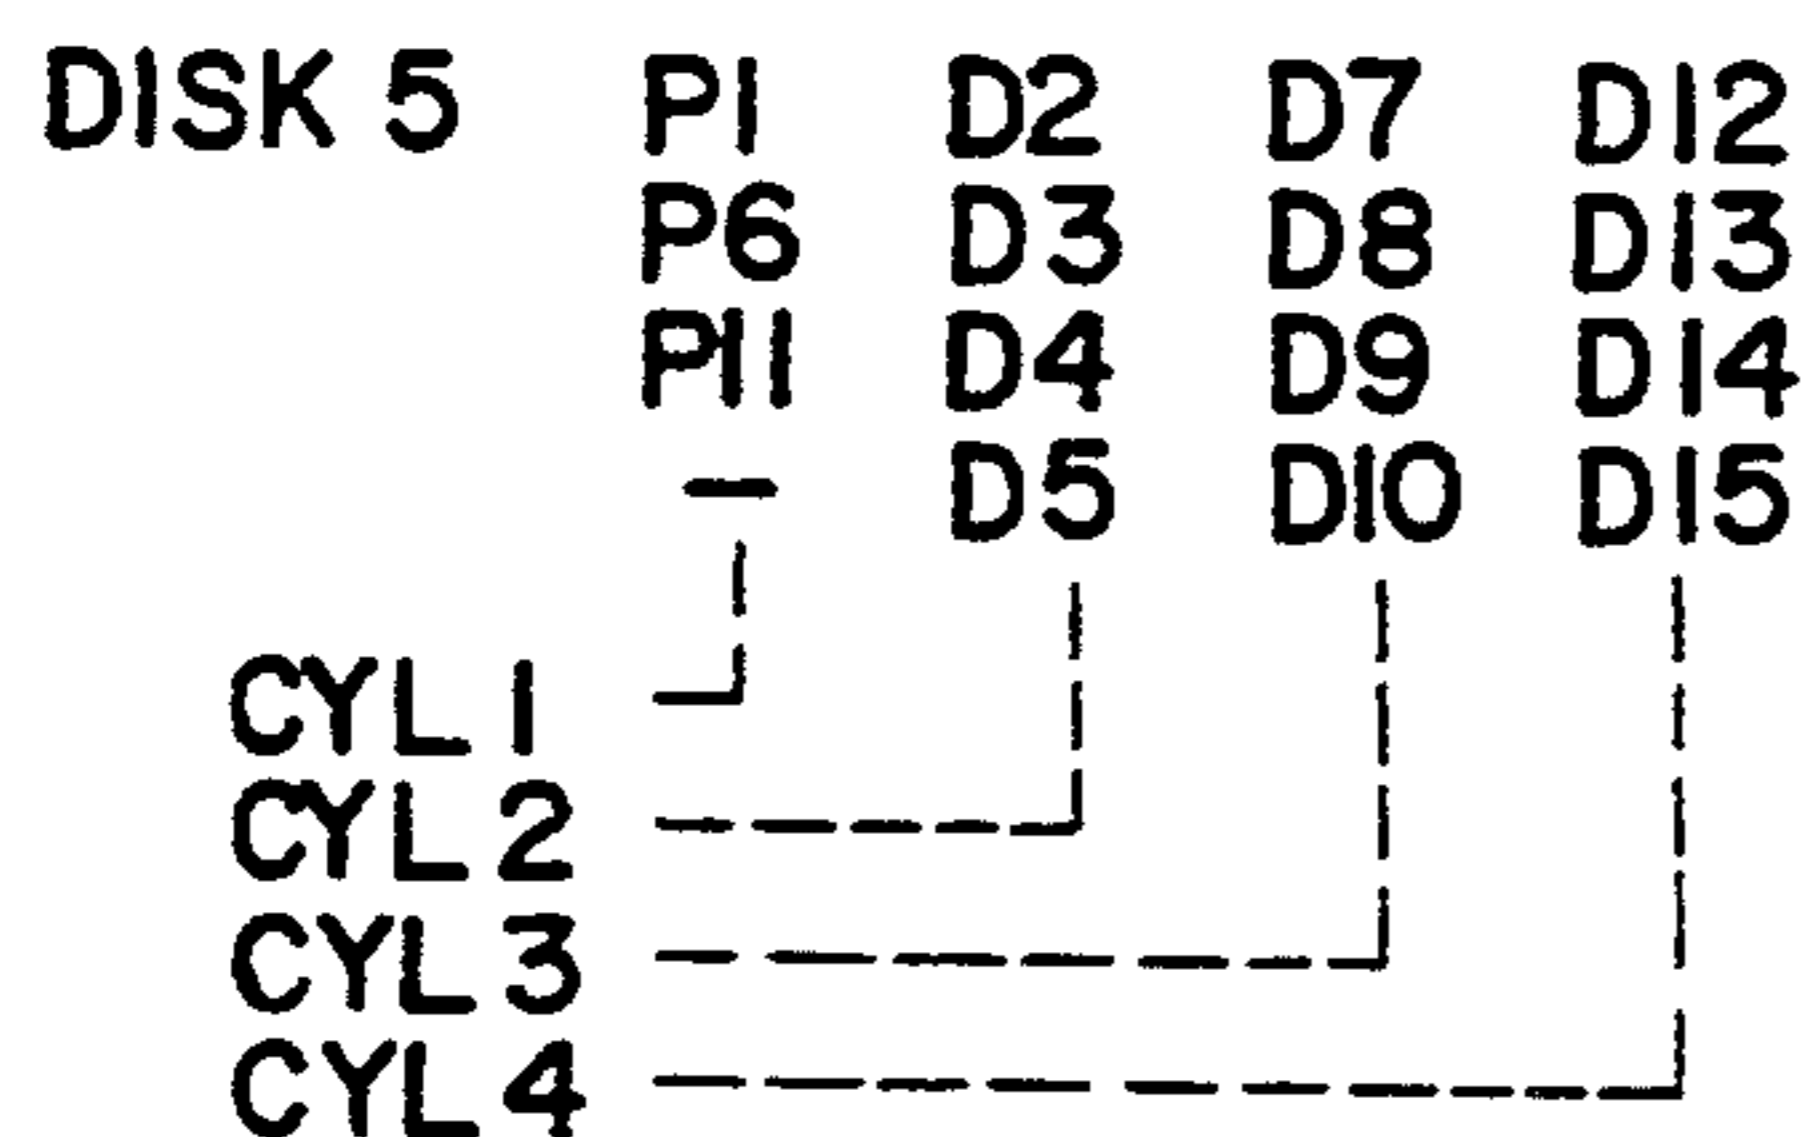 DISK 5 P1 D2 D7 D12
P6 D3 D8 D13
P11 D4 D9 D14
– D5 D10 D15
CYL 1
CYL 2
CYL 3
CYL 4